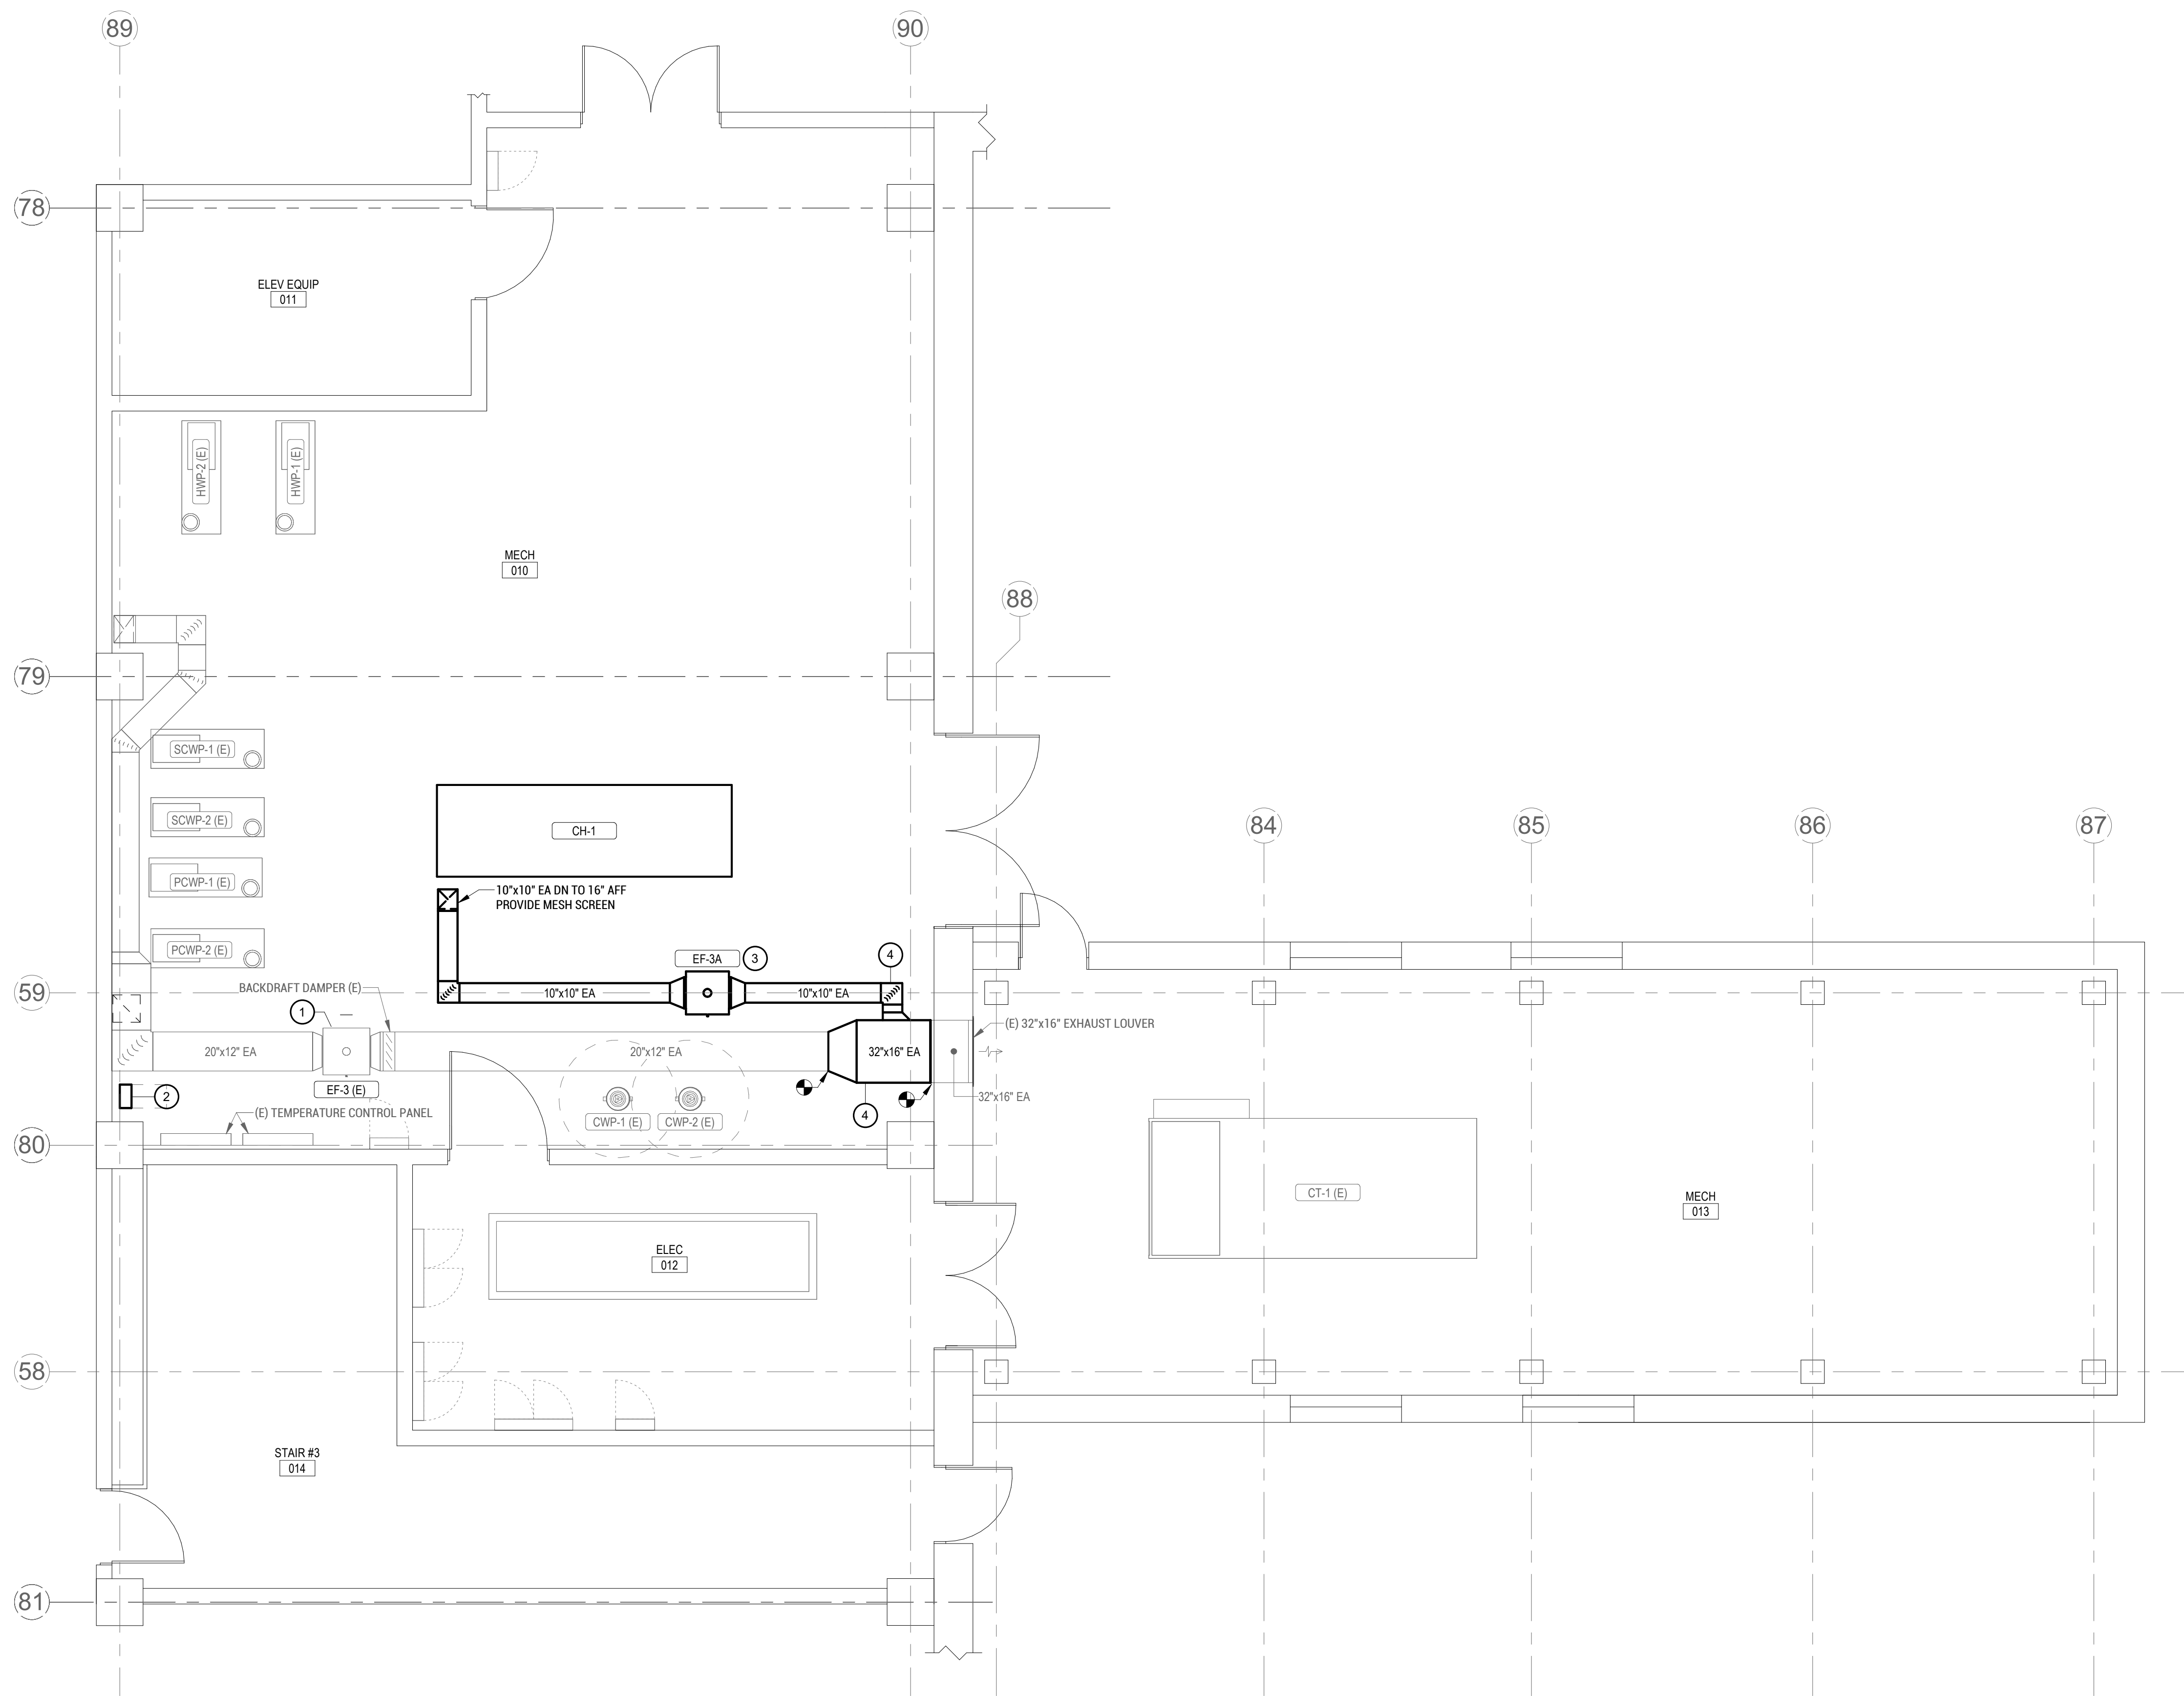 89
90
78
ELEV EQUIP
011
HWP-2 (E)
HWP-1 (E)
MECH
010
88
79
SCWP-1 (E)
SCWP-2 (E)
CH-1
84
85
86
87
PCWP-1 (E)
10"x10" EA DN TO 16" AFF
PROVIDE MESH SCREEN
PCWP-2 (E)
EF-3A
3
4
59
BACKDRAFT DAMPER (E)
10"x10" EA
10"x10" EA
1
(E) 32"x16" EXHAUST LOUVER
20"x12" EA
20"x12" EA
32"x16" EA
EF-3 (E)
2
32"x16" EA
(E) TEMPERATURE CONTROL PANEL
4
CWP-1 (E)
CWP-2 (E)
80
CT-1 (E)
MECH
013
ELEC
012
58
STAIR #3
014
81